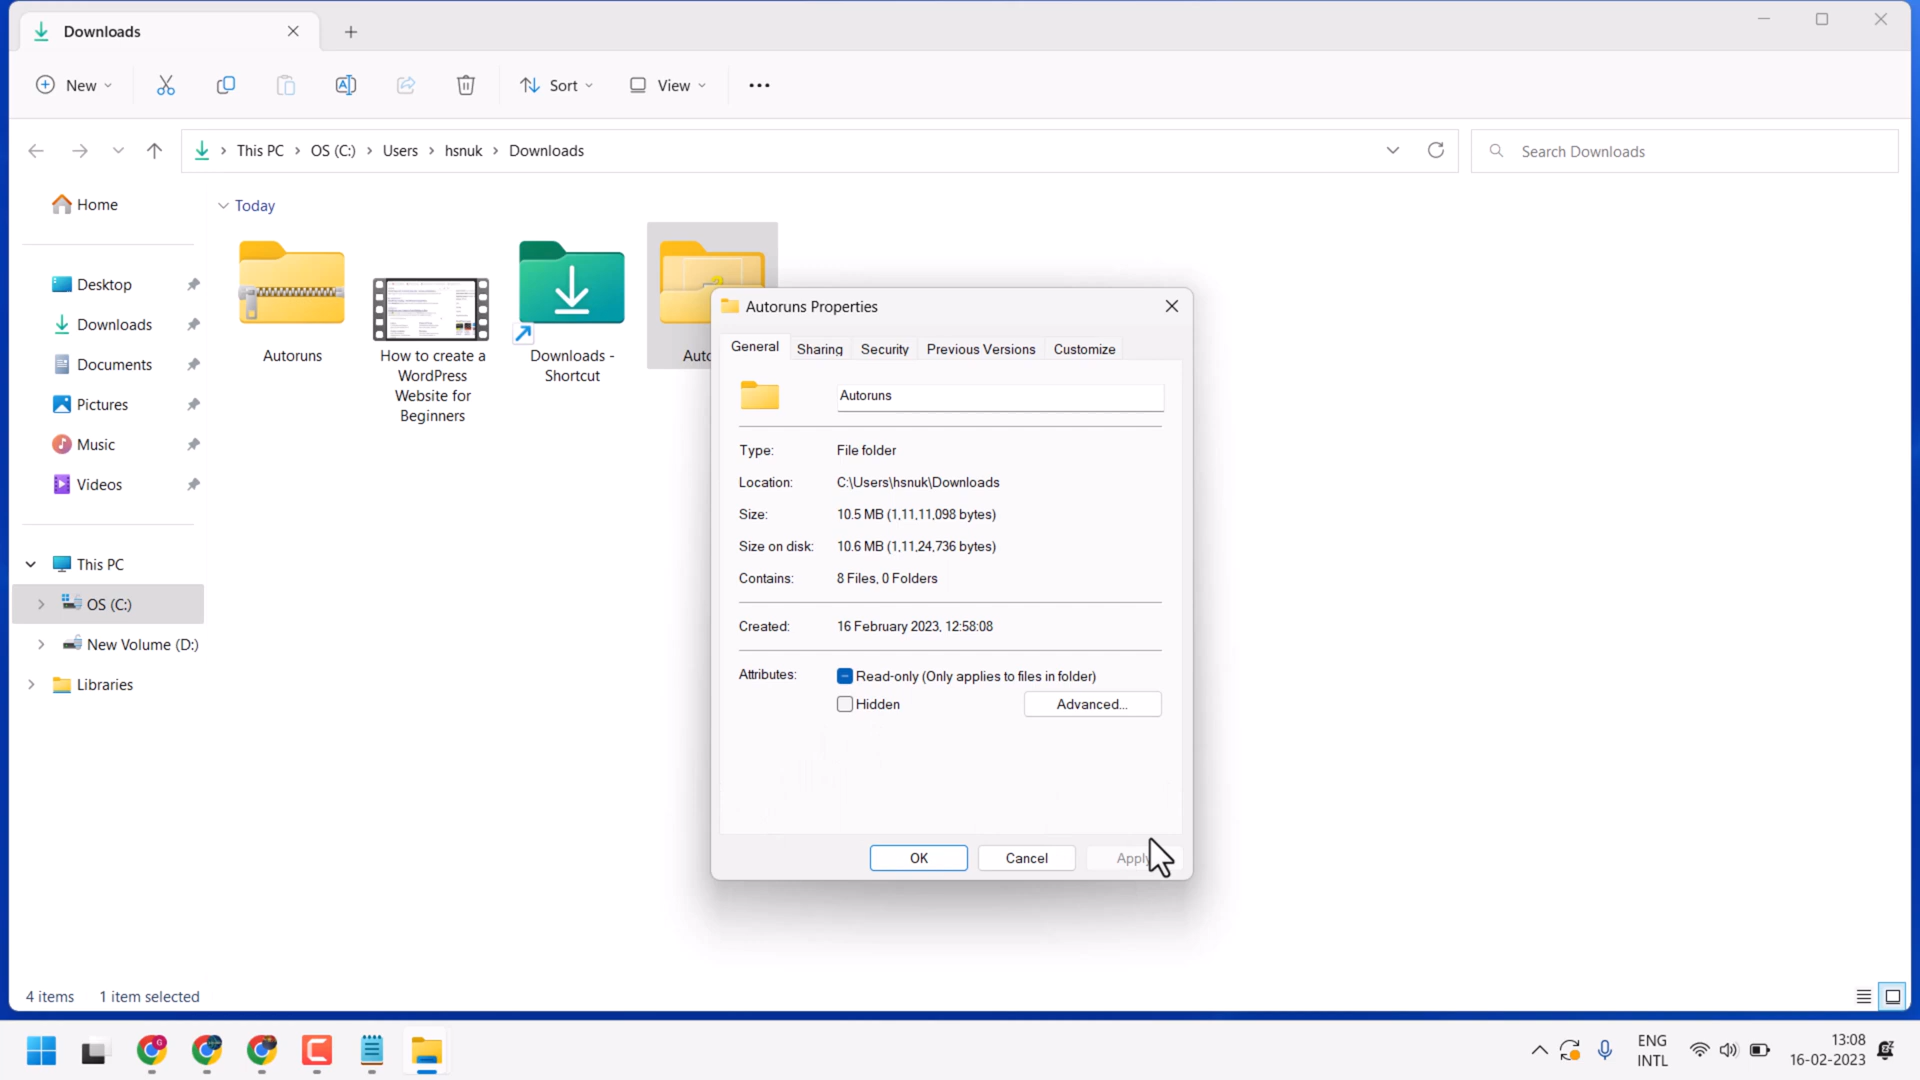 Downloads
New
Sort
View
This PC
OS (C:)
Users
hsnuk
Downloads
Search Downloads
Home
Desktop
Downloads
Documents
Pictures
Music
Videos
This PC
OS (C:)
New Volume (D:)
Libraries
Today
Autoruns
How to create a
WordPress
Website for
Beginners
Downloads -
Shortcut
Autoruns Properties
General
Sharing
Security
Previous Versions
Customize
Autoruns
Type: File folder
Location: C:\Users\hsnuk\Downloads
Size: 10.5 MB (1,11,11,098 bytes)
Size on disk: 10.6 MB (1,11,24,736 bytes)
Contains: 8 Files, 0 Folders
Created: 16 February 2023, 12:58:08
Attributes: Read-only (Only applies to files in folder)
Hidden
Advanced...
OK
Cancel
Apply
4 items 1 item selected
ENG
INTL
13:08
16-02-2023